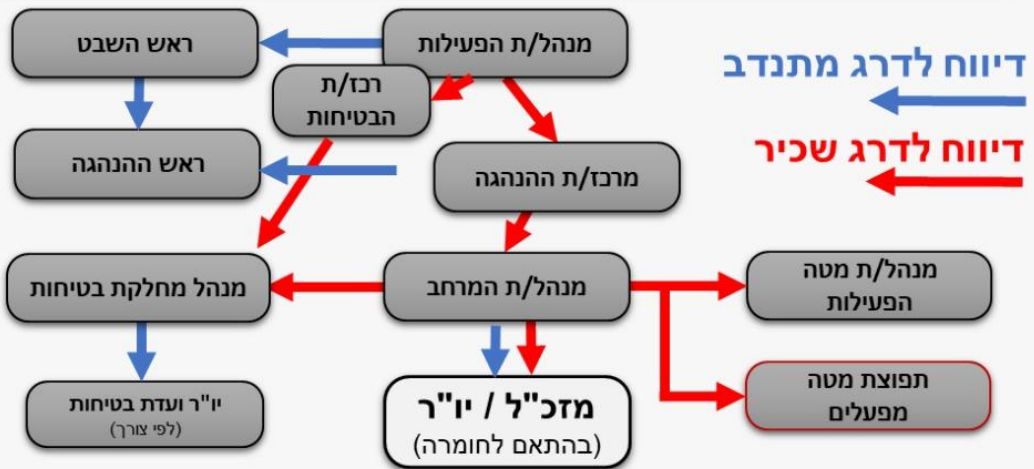 מנהל/ת הפעילות
ראש השבט
דיווח לדרג מתנדב
רכז/ת
הבטיחות
דיווח לדרג שכיר
מרכז/ת ההנהגה
ראש ההנהגה
מנהל/ת מטה
הפעילות
מנהל/ת המרחב
מנהל מחלקת בטיחות
תפוצת מטה
מפעלים
מזכ"ל / יו"ר
(בהתאם לחומרה)
יו"ר ועדת בטיחות
(לפי צורך)